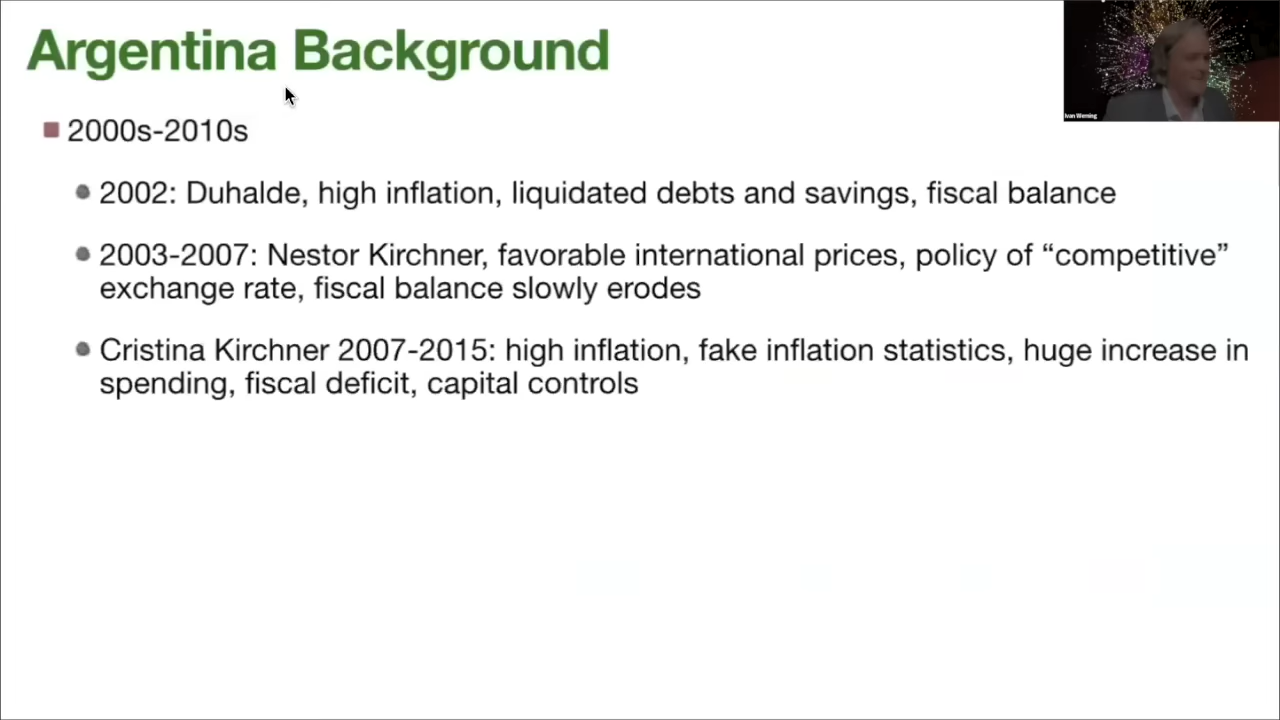 Argentina Background
2000s-2010s
2002: Duhalde, high inflation, liquidated debts and savings, fiscal balance
2003-2007: Nestor Kirchner, favorable international prices, policy of “competitive”
exchange rate, fiscal balance slowly erodes
Cristina Kirchner 2007-2015: high inflation, fake inflation statistics, huge increase in
spending, fiscal deficit, capital controls
Ivan Werning